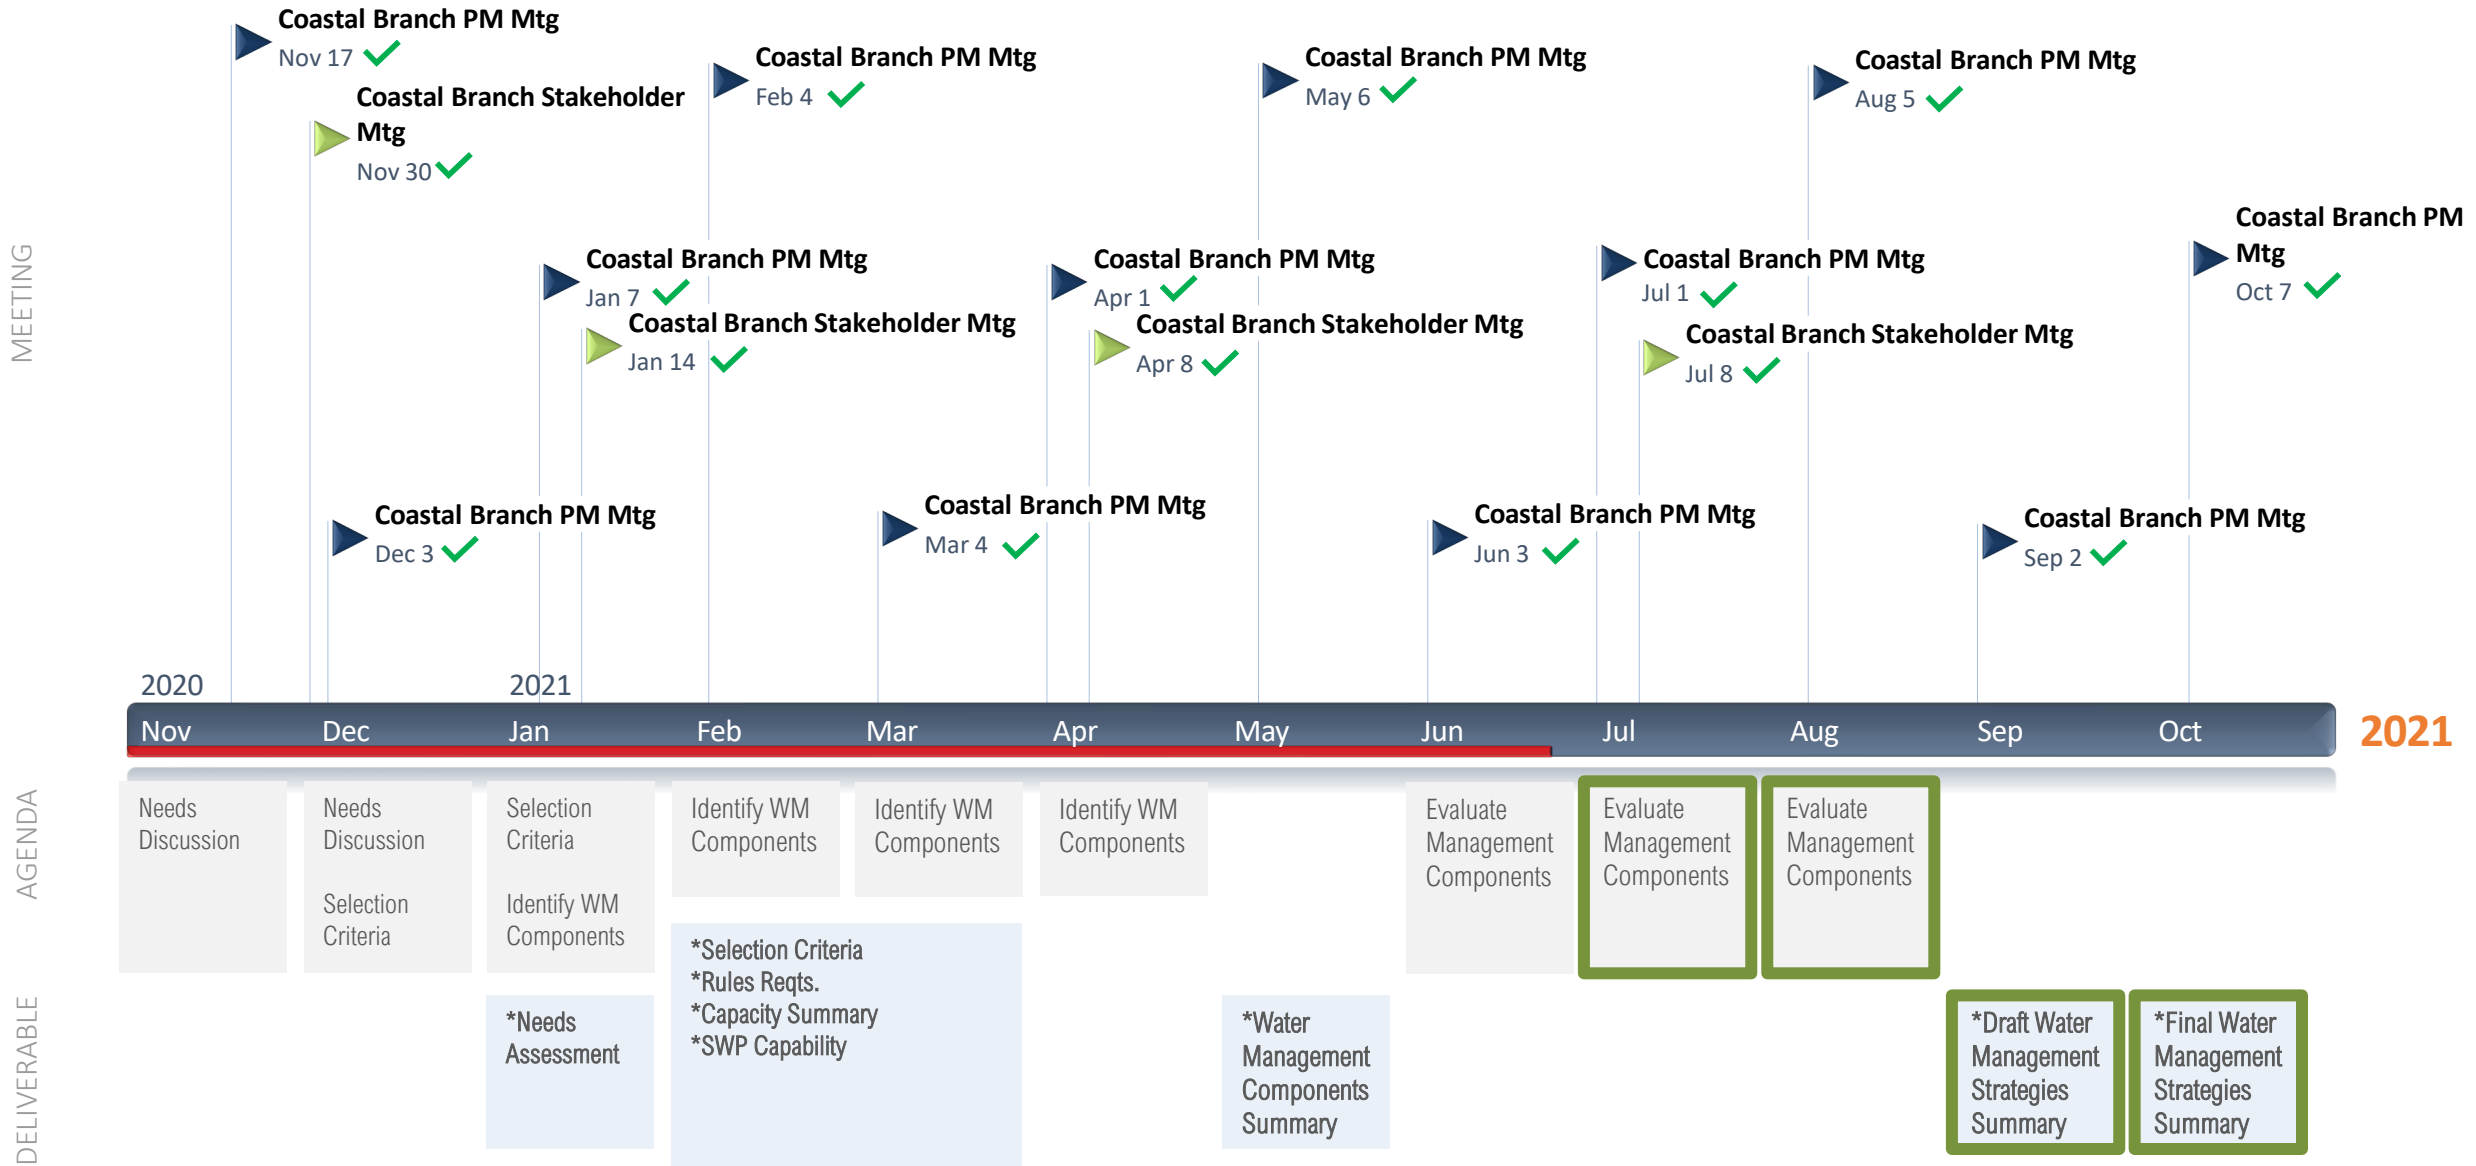 Coastal Branch PM Mtg
Nov 17
Coastal Branch Stakeholder
Mtg
Nov 30
Coastal Branch PM Mtg
Feb 4
Coastal Branch PM Mtg
May 6
Coastal Branch PM Mtg
Aug 5
MEETING
Coastal Branch PM Mtg
Jan 7
Coastal Branch Stakeholder Mtg
Jan 14
Coastal Branch PM Mtg
Apr 1
Coastal Branch Stakeholder Mtg
Apr 8
Coastal Branch PM Mtg
Jul 1
Coastal Branch Stakeholder Mtg
Jul 8
Coastal Branch PM
Mtg
Oct 7
Coastal Branch PM Mtg
Dec 3
Coastal Branch PM Mtg
Mar 4
Coastal Branch PM Mtg
Jun 3
Coastal Branch PM Mtg
Sep 2
2020
2021
Nov
Dec
Jan
Feb
Mar
Apr
May
Jun
Jul
Aug
Sep
Oct
2021
AGENDA
Needs
Discussion
Needs
Discussion
Selection
Criteria
Selection
Criteria
Identify WM
Components
Identify WM
Components
Identify WM
Components
Identify WM
Components
Evaluate
Management
Components
Evaluate
Management
Components
Evaluate
Management
Components
DELIVERABLE
*Needs
Assessment
*Selection Criteria
*Rules Reqts.
*Capacity Summary
*SWP Capability
*Water
Management
Components
Summary
*Draft Water
Management
Strategies
Summary
*Final Water
Management
Strategies
Summary